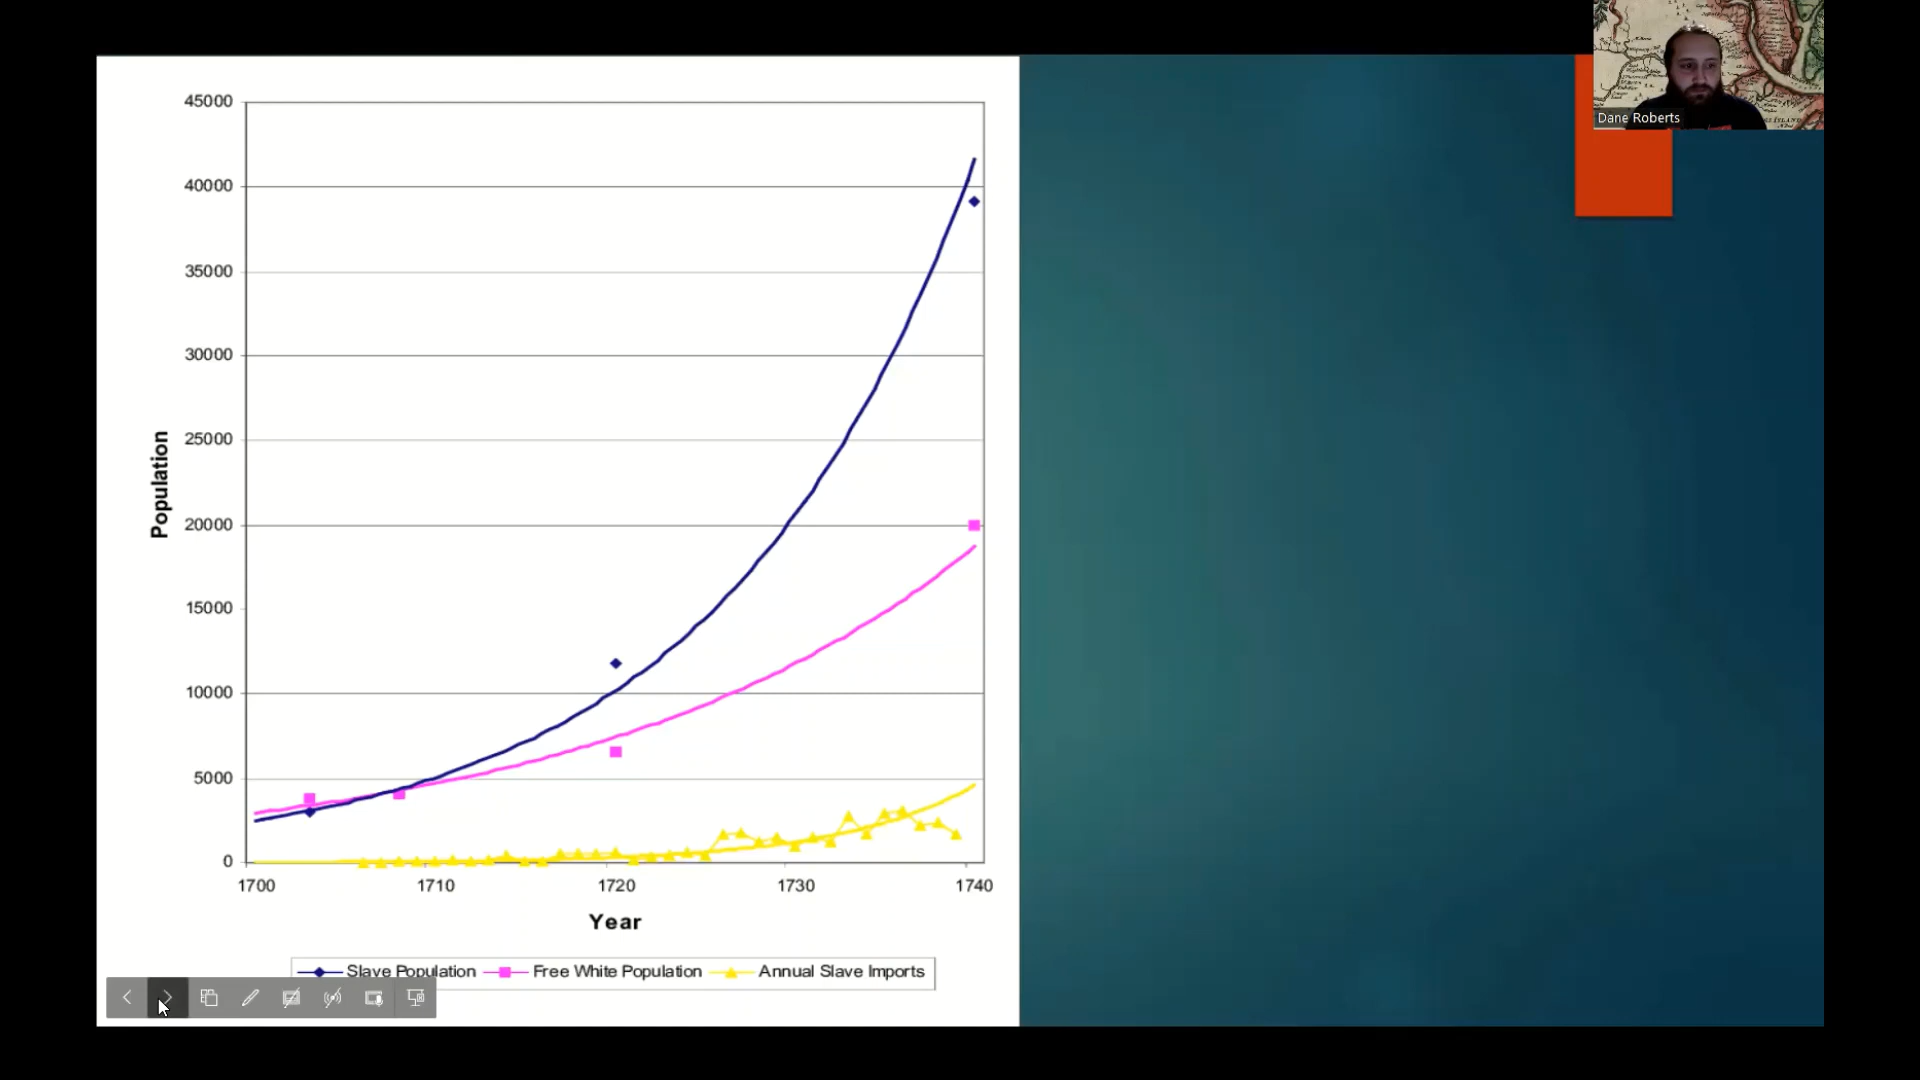 Dane Roberts
45000
40000
35000
30000
25000
20000
15000
10000
5000
0
Population
1700 1710 1720 1730 1740
Year
Slave Population Free White Population Annual Slave Imports